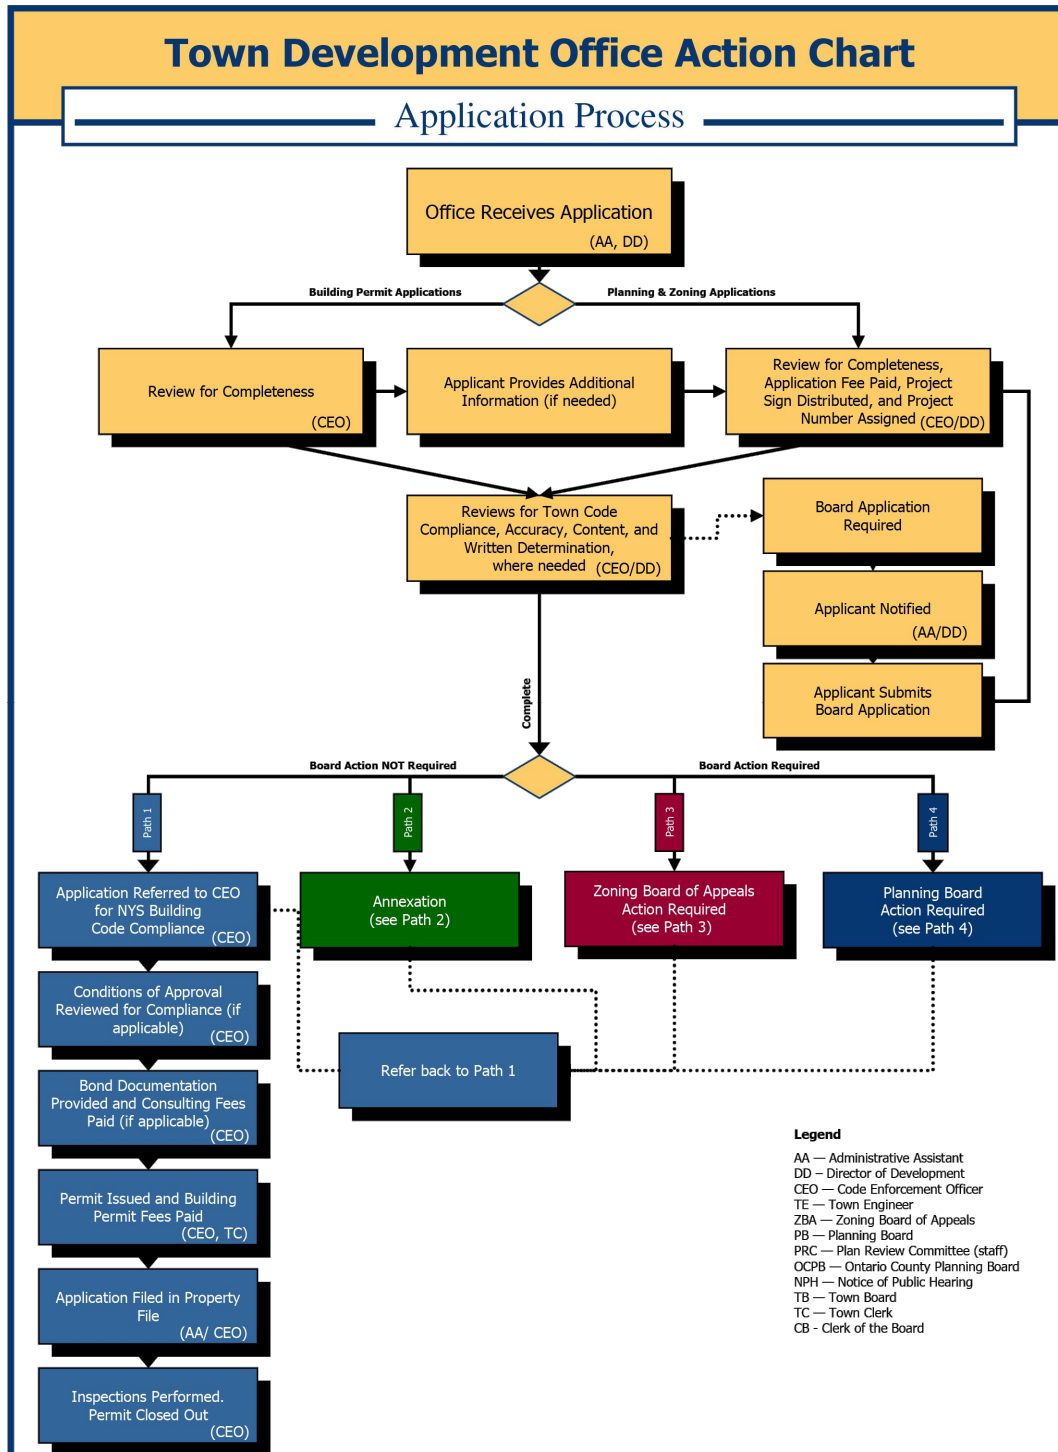 Town Development Office Action Chart
Application Process
Office Receives Application
(AA, DD)
Building Permit Applications
Planning & Zoning Applications
Review for Completeness
(CEO)
Applicant Provides Additional
Information (if needed)
Review for Completeness,
Application Fee Paid, Project
Sign Distributed, and Project
Number Assigned (CEO/DD)
Reviews for Town Code
Compliance, Accuracy, Content, and
Written Determination,
where needed (CEO/DD)
Board Application
Required
Applicant Notified
(AA/DD)
Applicant Submits
Board Application
Complete
Board Action NOT Required
Board Action Required
Path 1
Path 2
Path 3
Path 4
Application Referred to CEO
for NYS Building
Code Compliance
(CEO)
Annexation
(see Path 2)
Zoning Board of Appeals
Action Required
(see Path 3)
Planning Board
Action Required
(see Path 4)
Conditions of Approval
Reviewed for Compliance (if
applicable)
(CEO)
Refer back to Path 1
Bond Documentation
Provided and Consulting Fees
Paid (if applicable)
(CEO)
Permit Issued and Building
Permit Fees Paid
(CEO, TC)
Application Filed in Property
File
(AA/ CEO)
Inspections Performed.
Permit Closed Out
(CEO)
Legend
AA — Administrative Assistant
DD – Director of Development
CEO — Code Enforcement Officer
TE — Town Engineer
ZBA — Zoning Board of Appeals
PB — Planning Board
PRC — Plan Review Committee (staff)
OCPB — Ontario County Planning Board
NPH — Notice of Public Hearing
TB — Town Board
TC — Town Clerk
CB - Clerk of the Board